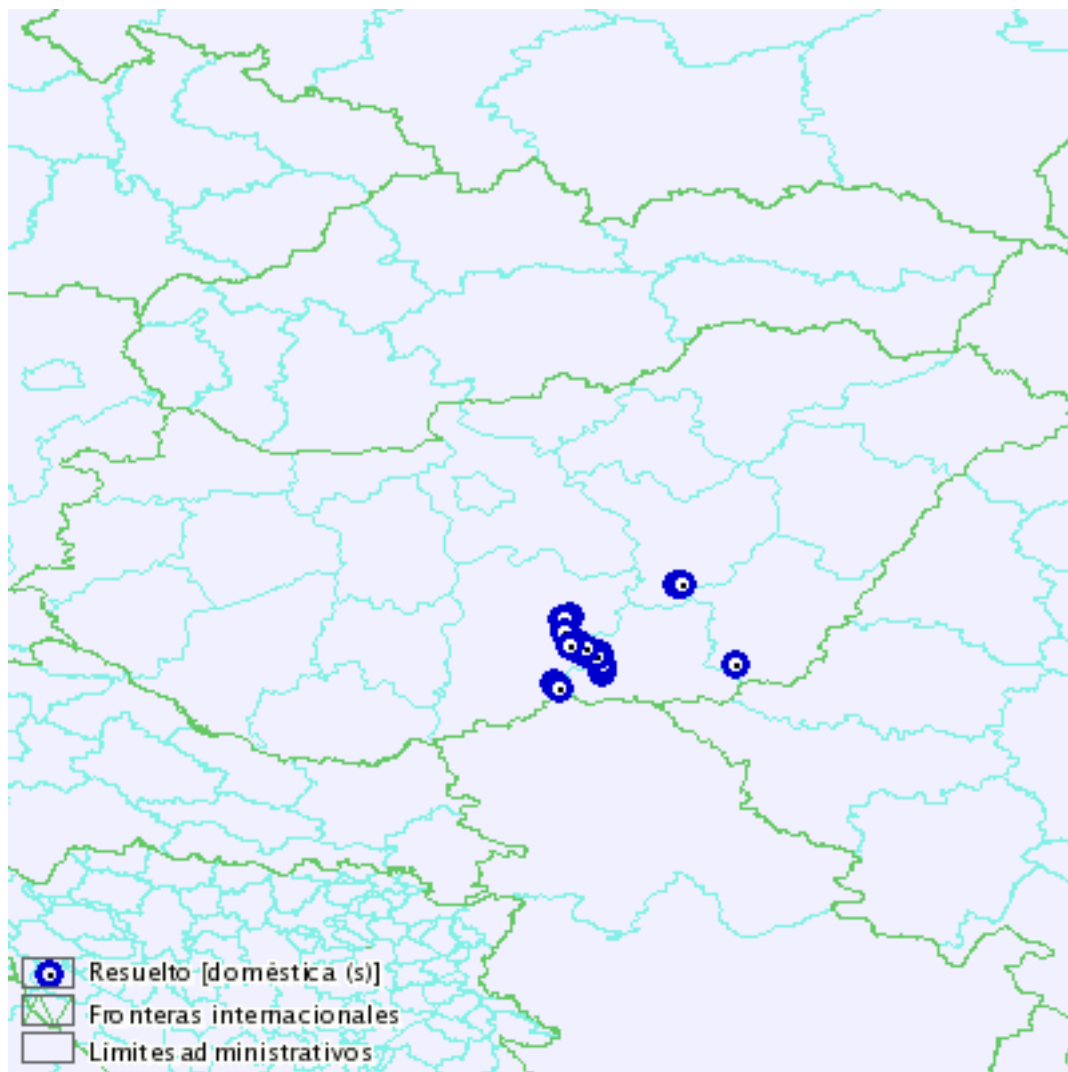 Resuelto [doméstica (s)]
Fronteras internacionales
Límites administrativos